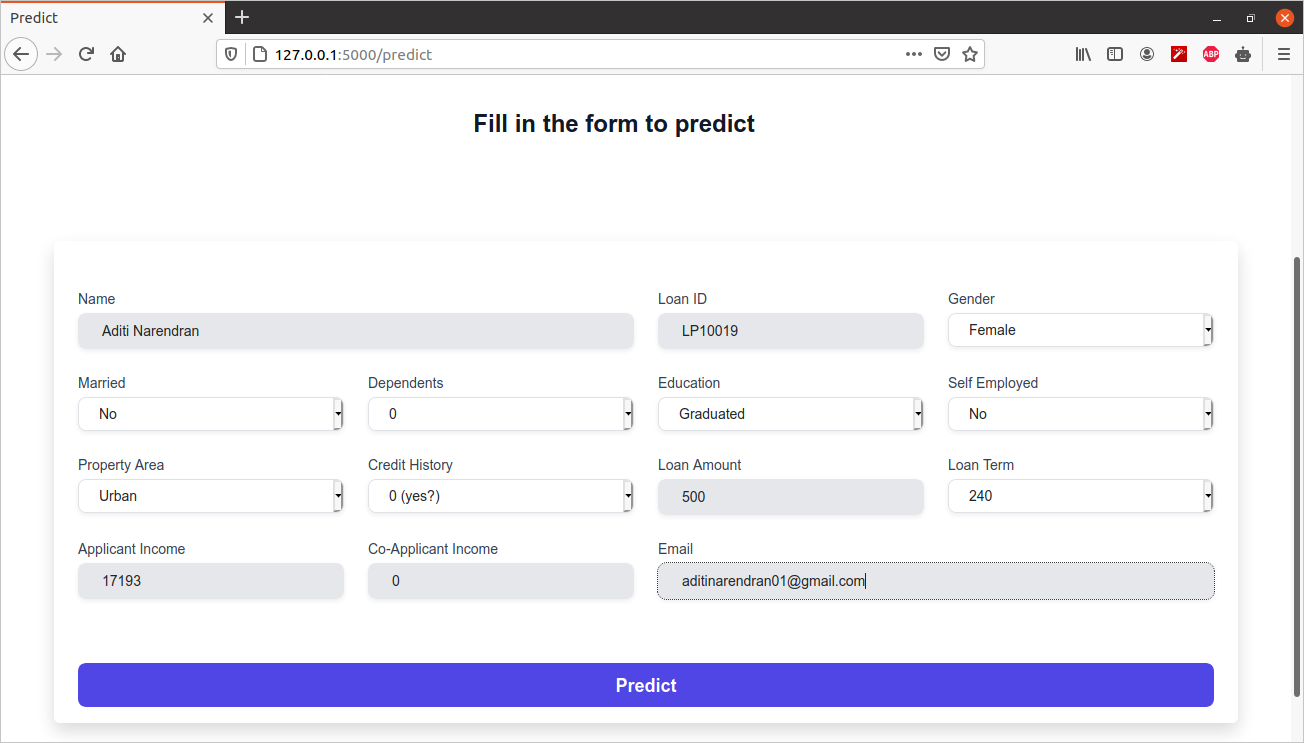 Predict
127.0.0.1:5000/predict
ABP
Fill in the form to predict
Name Loan ID Gender
Aditi Narendran LP10019 Female
Married Dependents Education Self Employed
No 0 Graduated No
Property Area Credit History Loan Amount Loan Term
Urban 0 (yes?) 500 240
Applicant Income Co-Applicant Income Email
17193 0 aditinarendran01@gmail.com
Predict